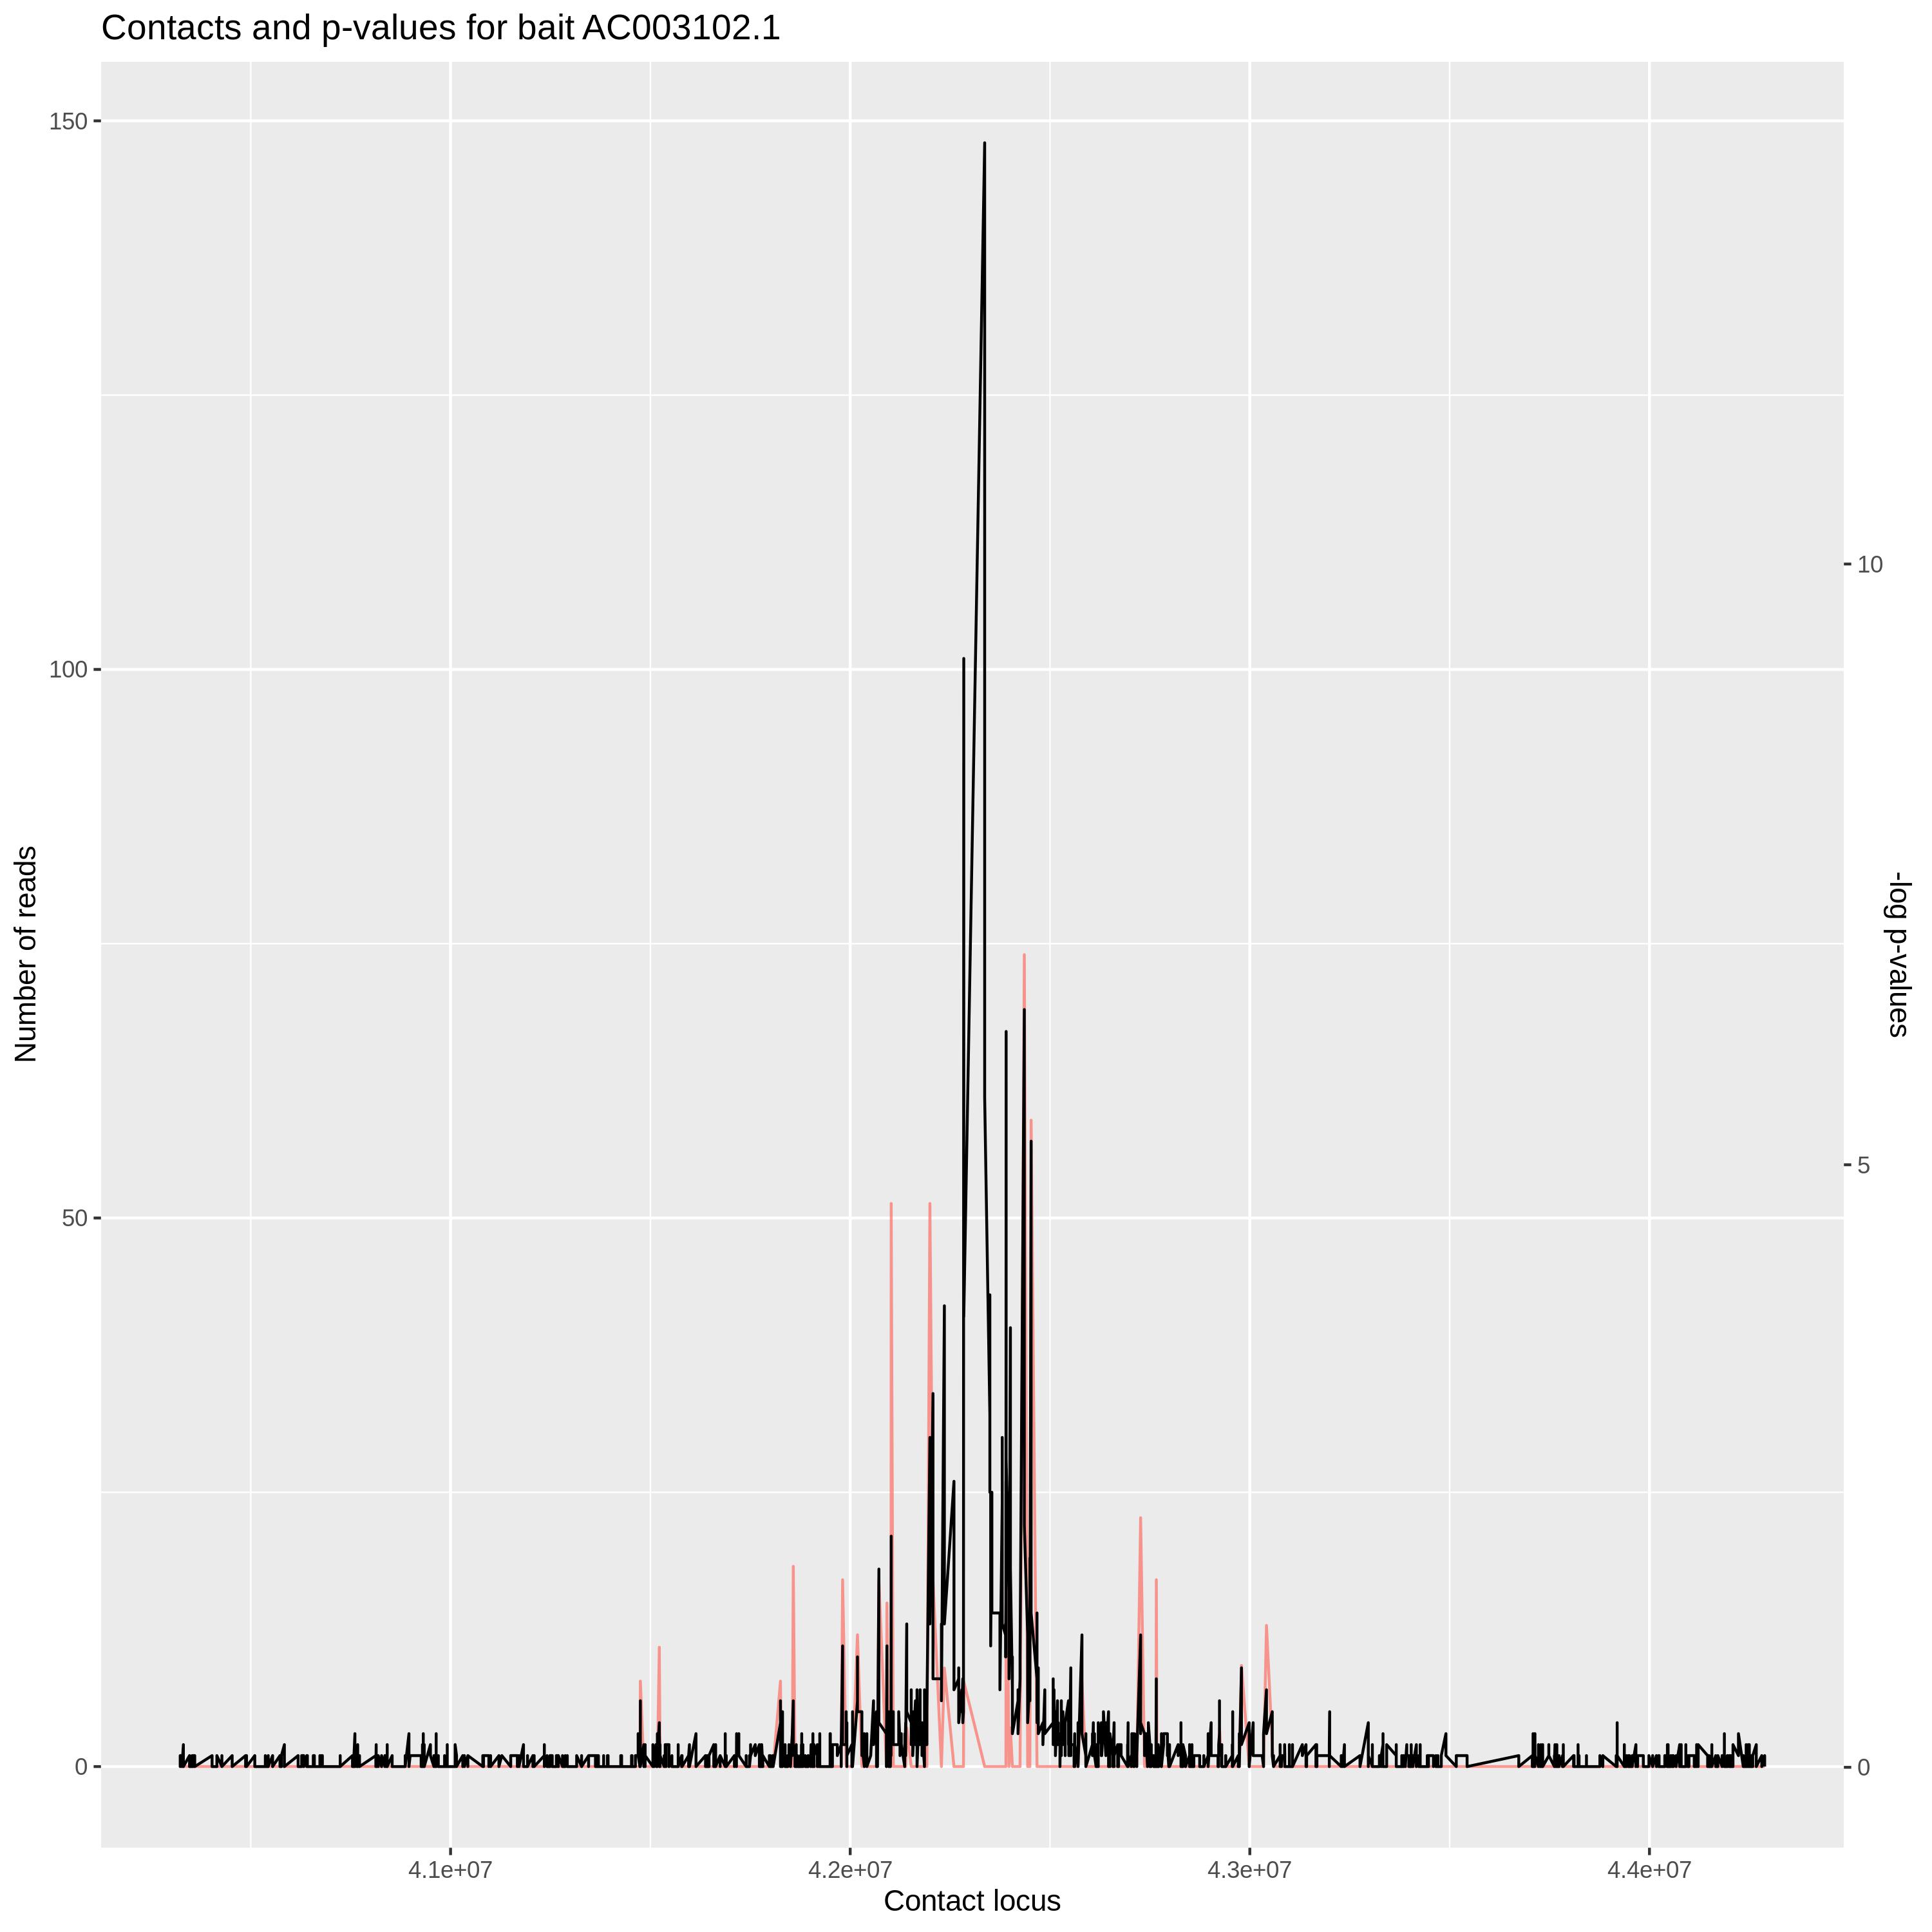 Contacts and p-values for bait AC003102.1
150
100
50
0
10
5
0
Number of reads
-log p-values
4.1e+07 4.2e+07 4.3e+07 4.4e+07
Contact locus